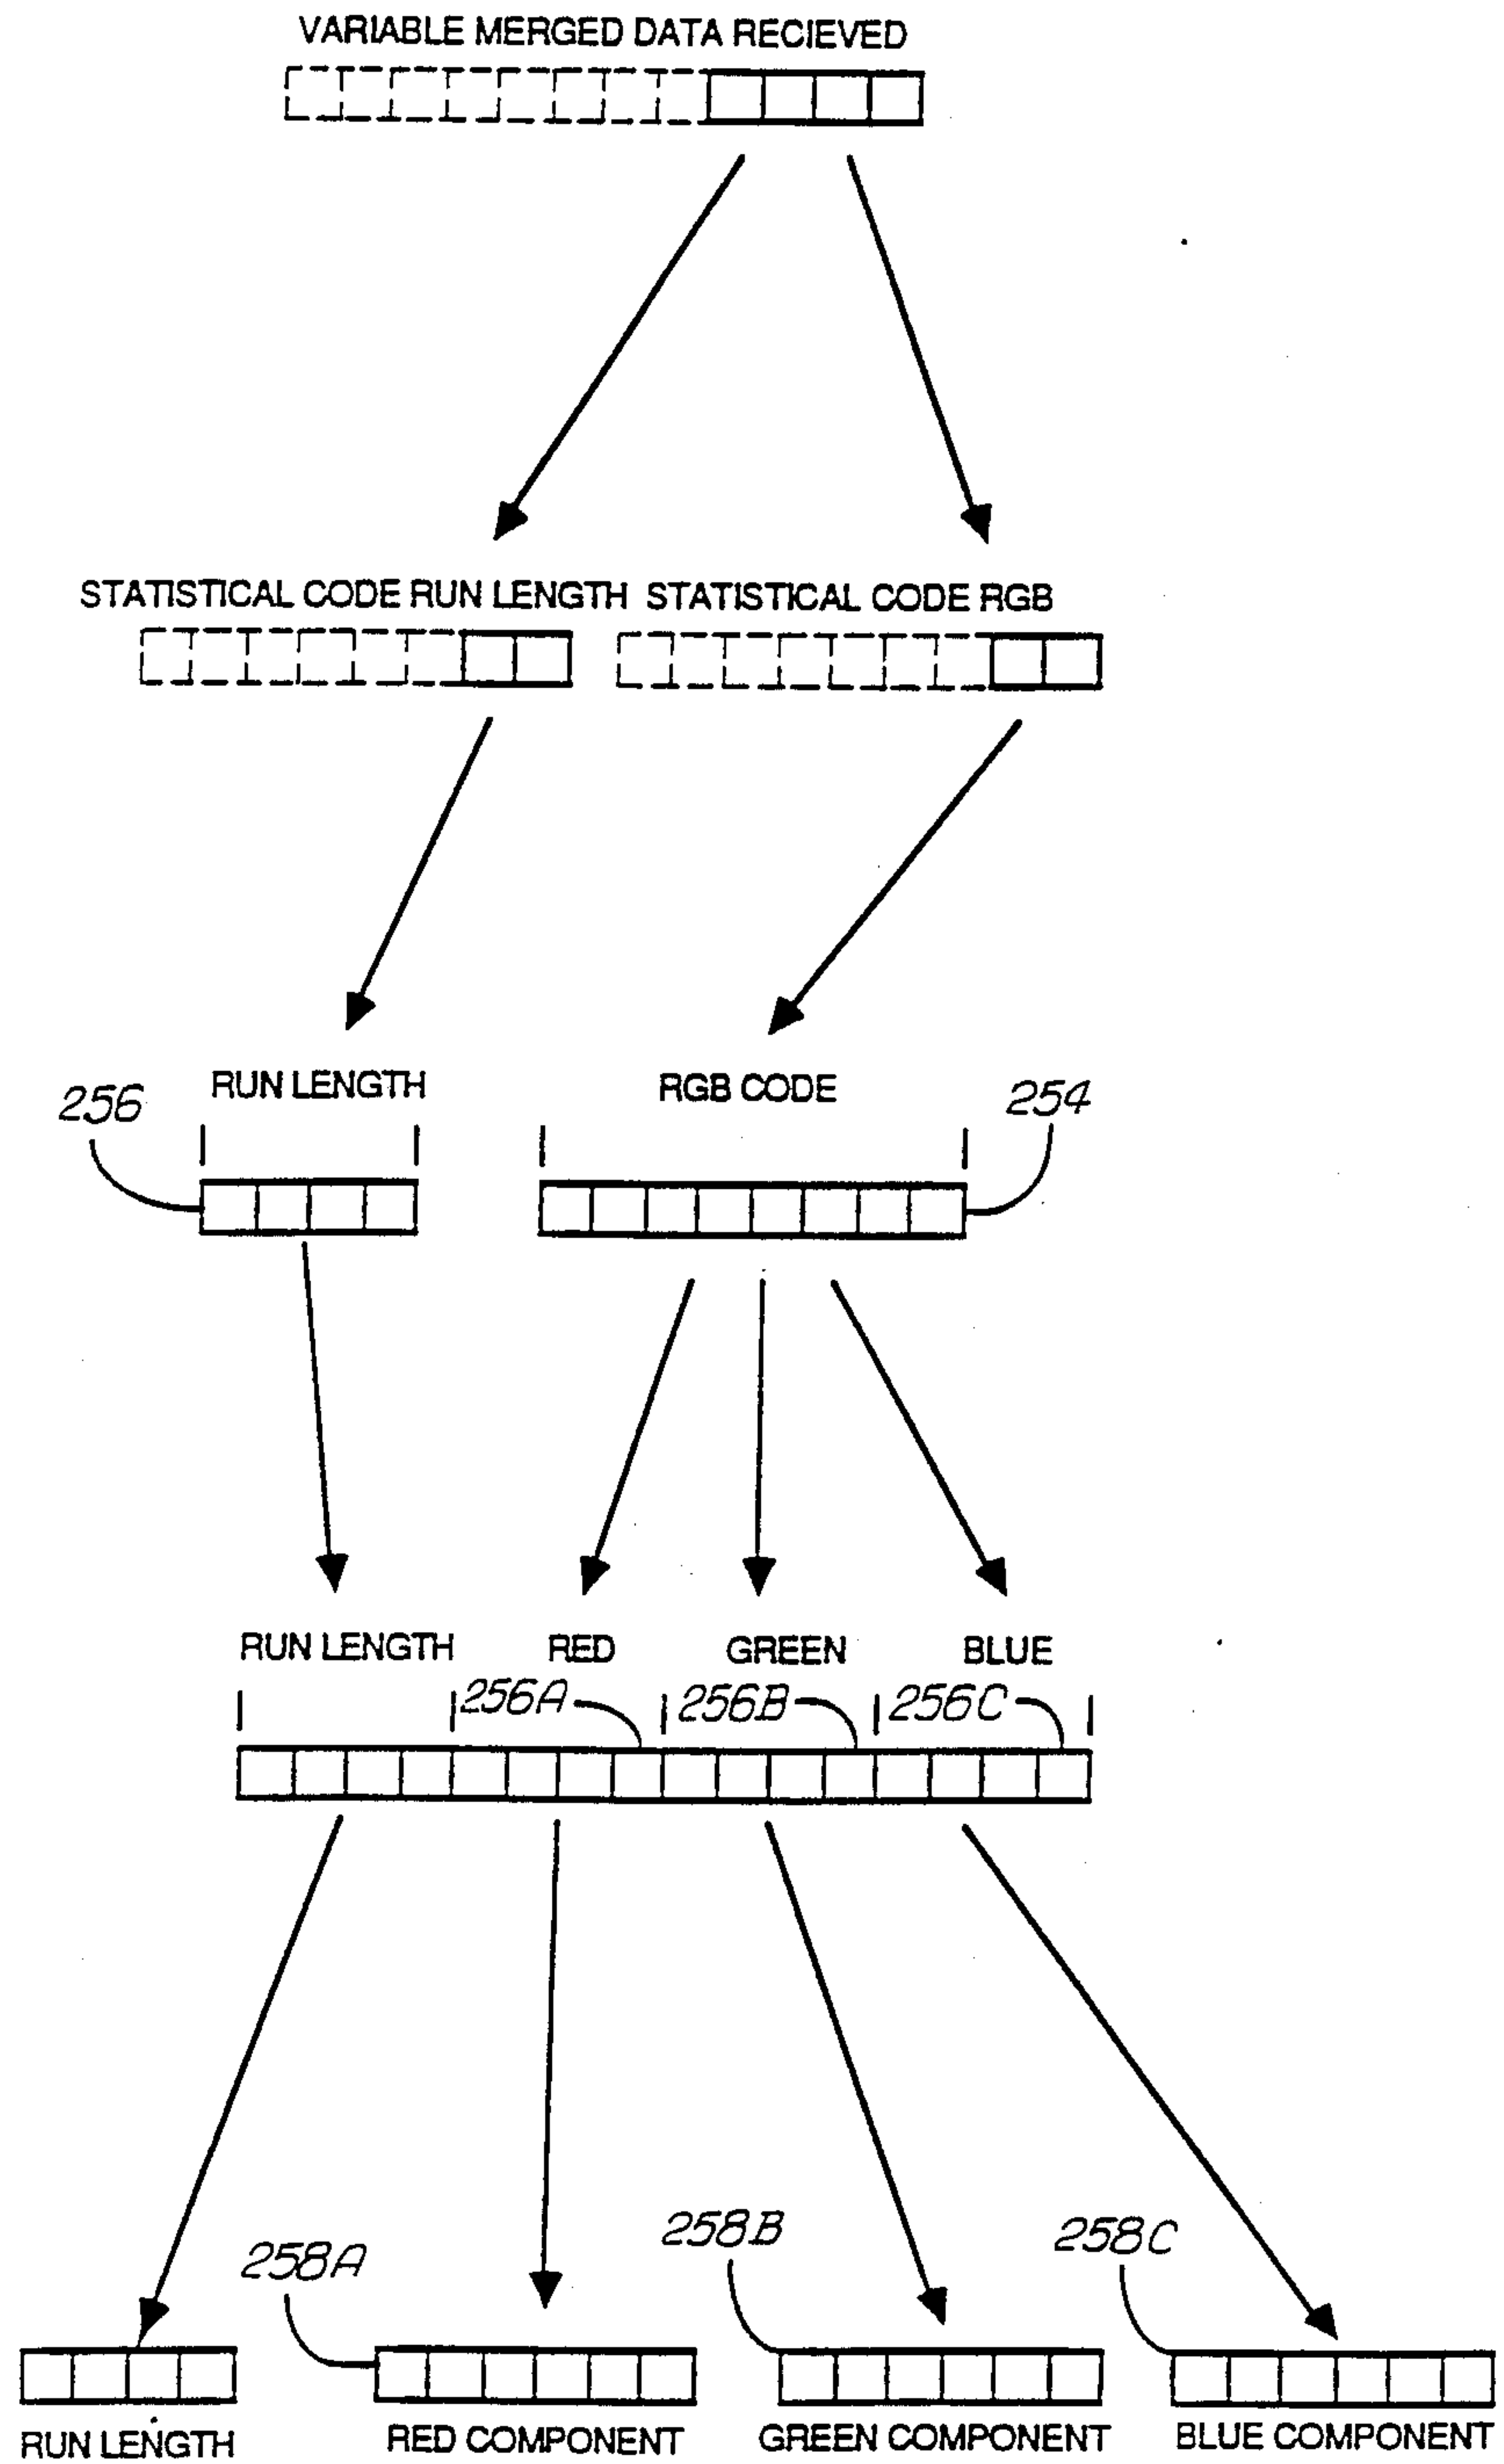 VARIABLE MERGED DATA RECIEVED
STATISTICAL CODE RUN LENGTH STATISTICAL CODE RGB
RUN LENGTH RGB CODE
256 254
RUN LENGTH RED GREEN BLUE
256A 256B 256C
258A 258B 258C
RUN LENGTH RED COMPONENT GREEN COMPONENT BLUE COMPONENT